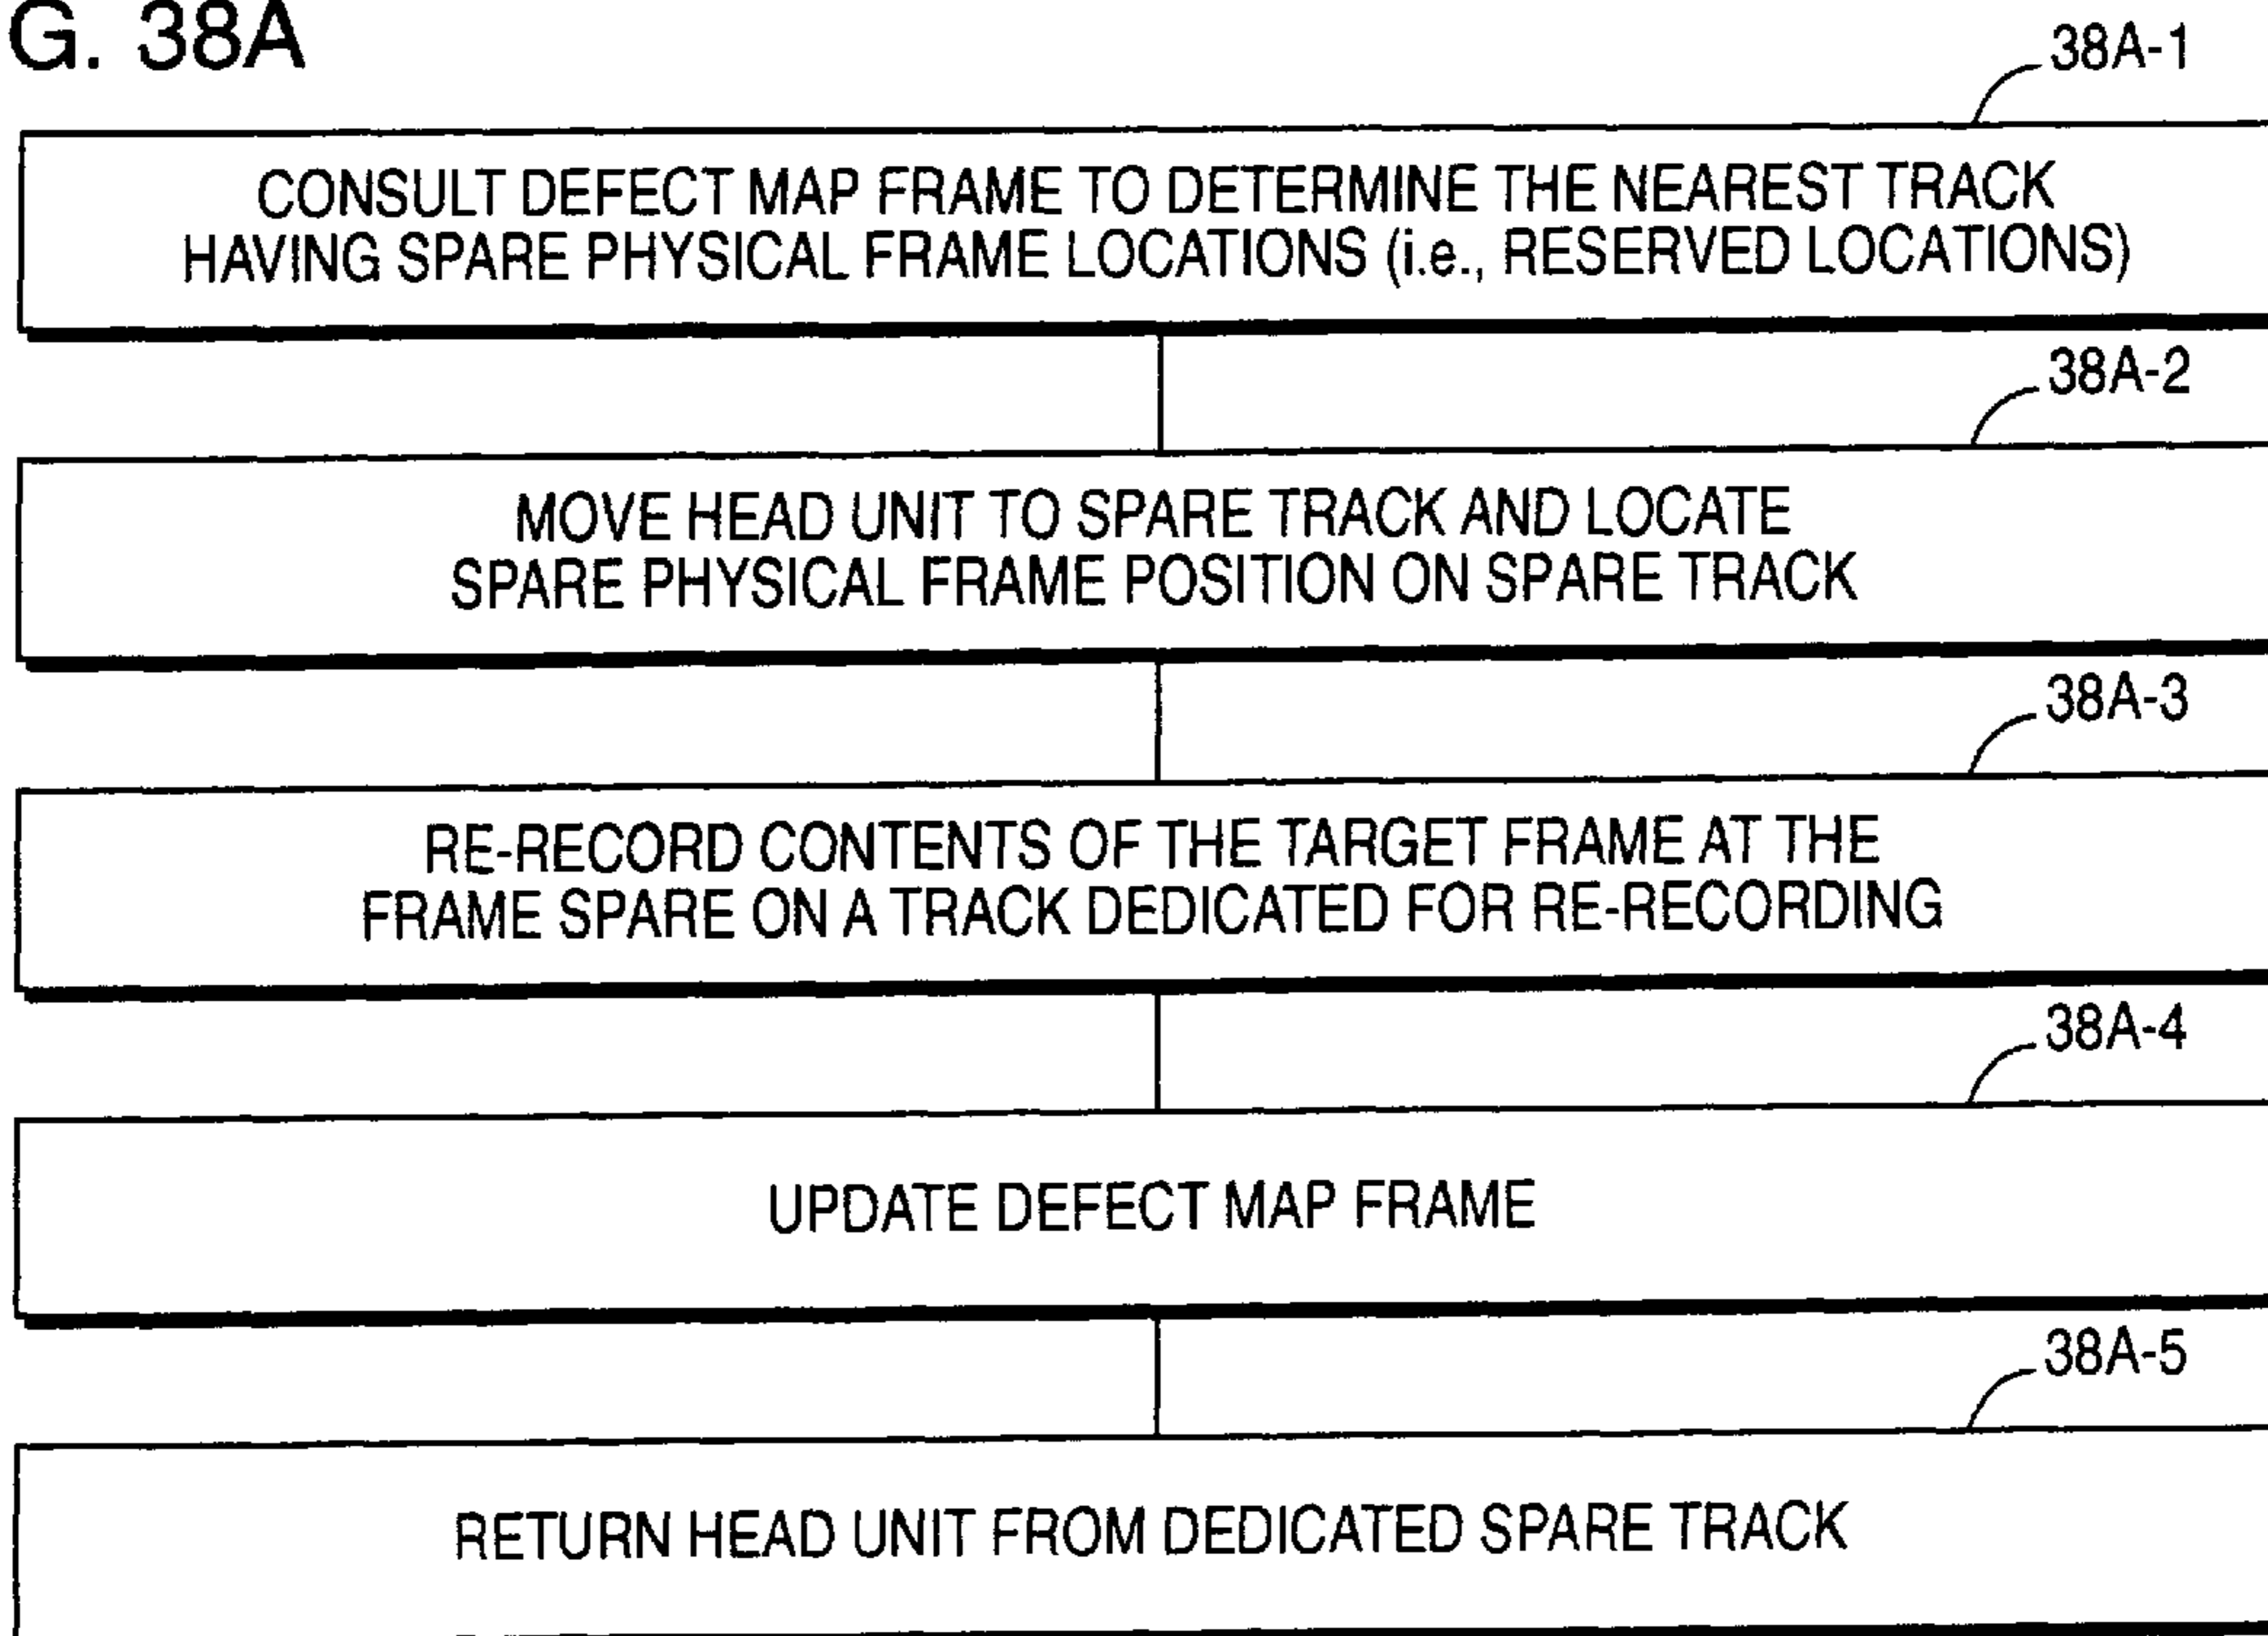 G. 38A
38A-1
CONSULT DEFECT MAP FRAME TO DETERMINE THE NEAREST TRACK
HAVING SPARE PHYSICAL FRAME LOCATIONS (i.e., RESERVED LOCATIONS)
38A-2
MOVE HEAD UNIT TO SPARE TRACK AND LOCATE
SPARE PHYSICAL FRAME POSITION ON SPARE TRACK
38A-3
RE-RECORD CONTENTS OF THE TARGET FRAME AT THE
FRAME SPARE ON A TRACK DEDICATED FOR RE-RECORDING
38A-4
UPDATE DEFECT MAP FRAME
38A-5
RETURN HEAD UNIT FROM DEDICATED SPARE TRACK